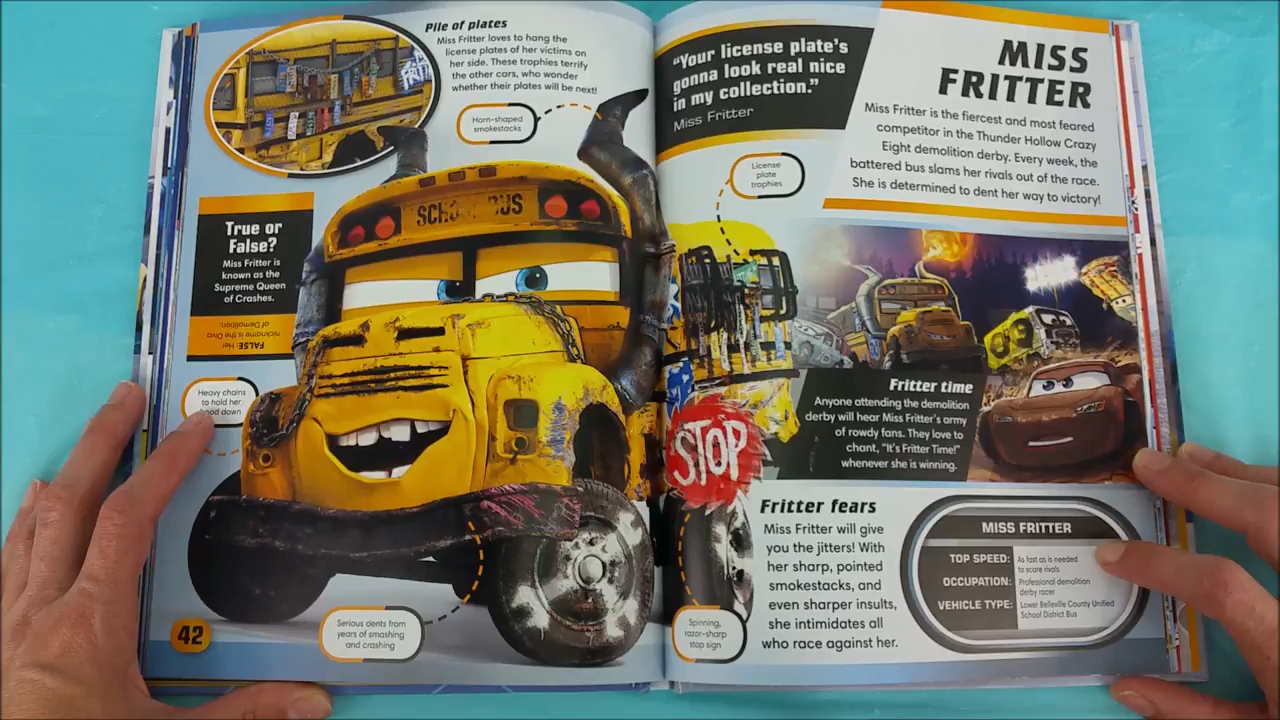 Pile of plates
Miss Fritter loves to hang the
license plates of her victims on
her side. These trophies terrify
the other cars, who wonder
whether their plates will be next!
Horn-shaped
smokestacks
True or
False?
Miss Fritter is
known as the
Supreme Queen
of Crashes.
FALSE: Her
nickname is the Diva
of Demolition.
SCHOOL BUS
Heavy chains
to hold her
hood down
Serious dents from
years of smashing
and crashing
42
"Your license plate's
gonna look real nice
in my collection."
Miss Fritter
MISS
FRITTER
Miss Fritter is the fiercest and most feared
competitor in the Thunder Hollow Crazy
Eight demolition derby. Every week, the
battered bus slams her rivals out of the race.
She is determined to dent her way to victory!
License
plate
trophies
STOP
Fritter time
Anyone attending the demolition
derby will hear Miss Fritter's army
of rowdy fans. They love to
chant, "It's Fritter Time!"
whenever she is winning.
Fritter fears
Miss Fritter will give
you the jitters! With
her sharp, pointed
smokestacks, and
even sharper insults,
she intimidates all
who race against her.
Spinning,
razor-sharp
stop sign
MISS FRITTER
TOP SPEED: As fast as is needed
to scare rivals
OCCUPATION: Professional demolition
derby racer
VEHICLE TYPE: Lower Belleville County Unified
School District Bus